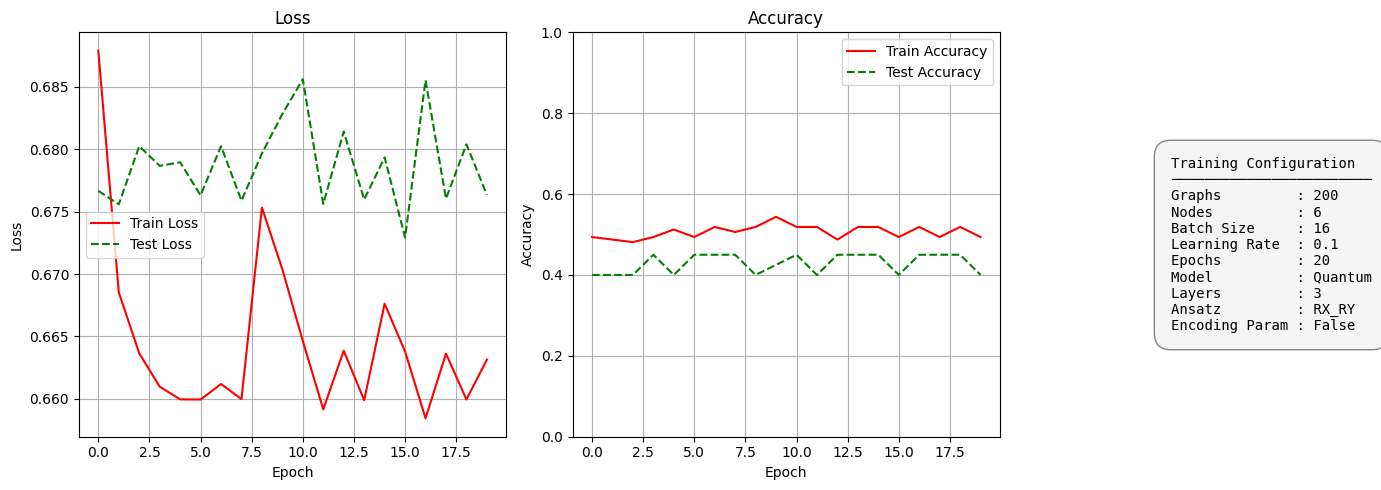 Loss
0.685
0.680
0.675
0.670
0.665
0.660
Loss
Train Loss
Test Loss
0.0 2.5 5.0 7.5 10.0 12.5 15.0 17.5
Epoch
Accuracy
1.0
0.8
0.6
0.4
0.2
0.0
Accuracy
Train Accuracy
Test Accuracy
0.0 2.5 5.0 7.5 10.0 12.5 15.0 17.5
Epoch
Training Configuration
Graphs : 200
Nodes : 6
Batch Size : 16
Learning Rate : 0.1
Epochs : 20
Model : Quantum
Layers : 3
Ansatz : RX_RY
Encoding Param : False